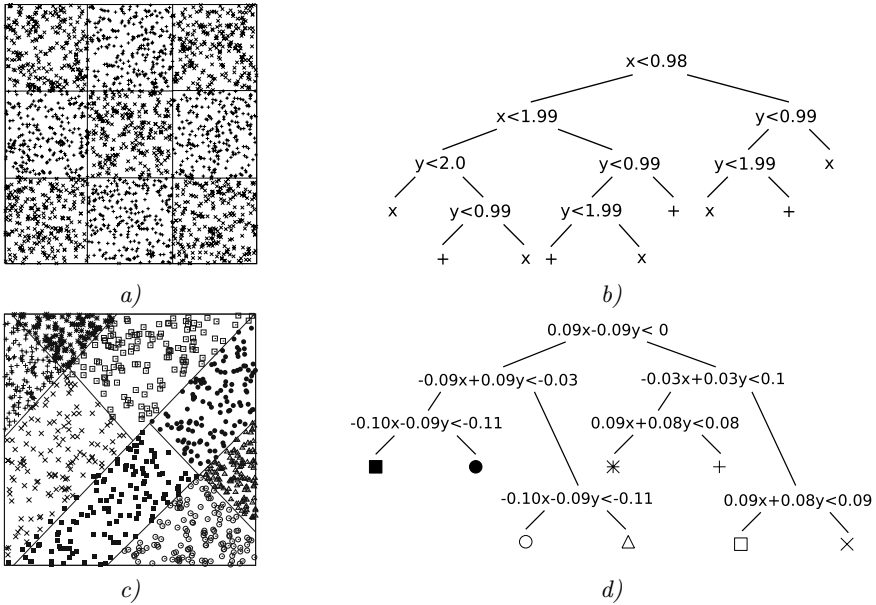 x<0.98
x<1.99 y<0.99
y<2.0 y<0.99 y<1.99 x
x y<0.99 y<1.99 + x +
+ x + x
a) b)
0.09x-0.09y< 0
-0.09x+0.09y<-0.03 -0.03x+0.03y<0.1
-0.10x-0.09y<-0.11 0.09x+0.08y<0.08
-0.10x-0.09y<-0.11 0.09x+0.08y<0.09
c) d)